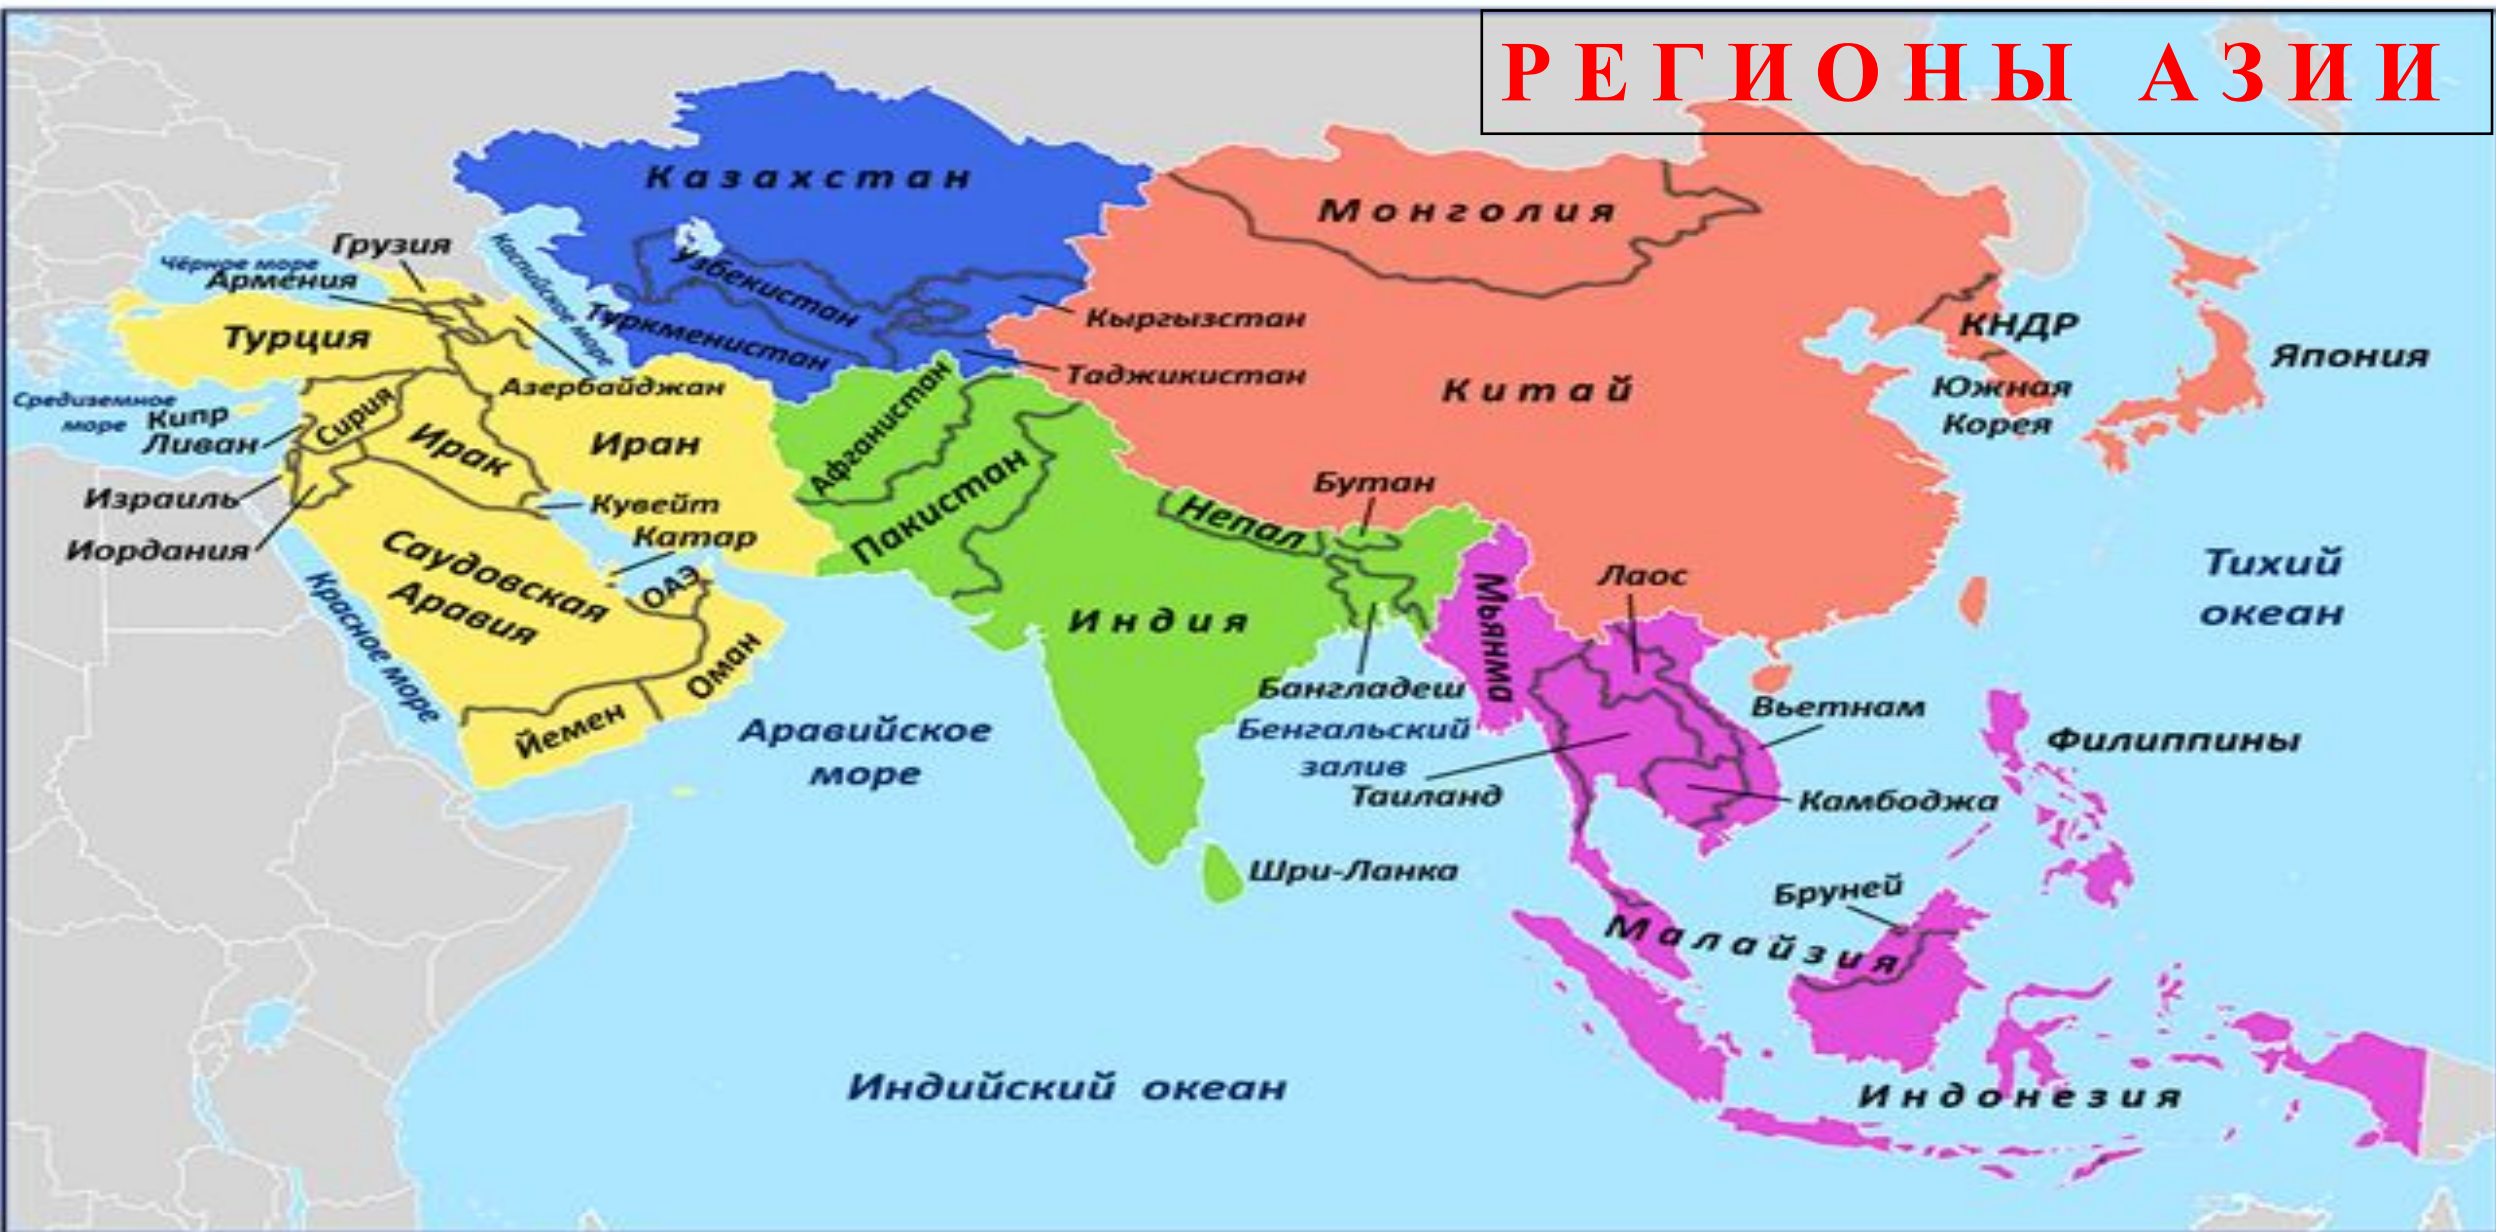 РЕГИОНЫ АЗИИ
Казахстан
Монголия
Узбекистан
Туркменистан
Кыргызстан
Таджикистан
Грузия
Чёрное море
Армения
Каспийское море
Турция
Азербайджан
Средиземное
море
Кипр
Ливан
Сирия
Ирак
Иран
Израиль
Иордания
Кувейт
Катар
ОАЭ
Саудовская
Аравия
Красное море
Оман
Йемен
Афганистан
Пакистан
Китай
КНДР
Южная
Корея
Япония
Непал
Бутан
Индия
Бангладеш
Мьянма
Лаос
Тихий
океан
Аравийское
море
Бенгальский
залив
Таиланд
Вьетнам
Камбоджа
Филиппины
Шри-Ланка
Бруней
Малайзия
Индийский океан
Индонезия